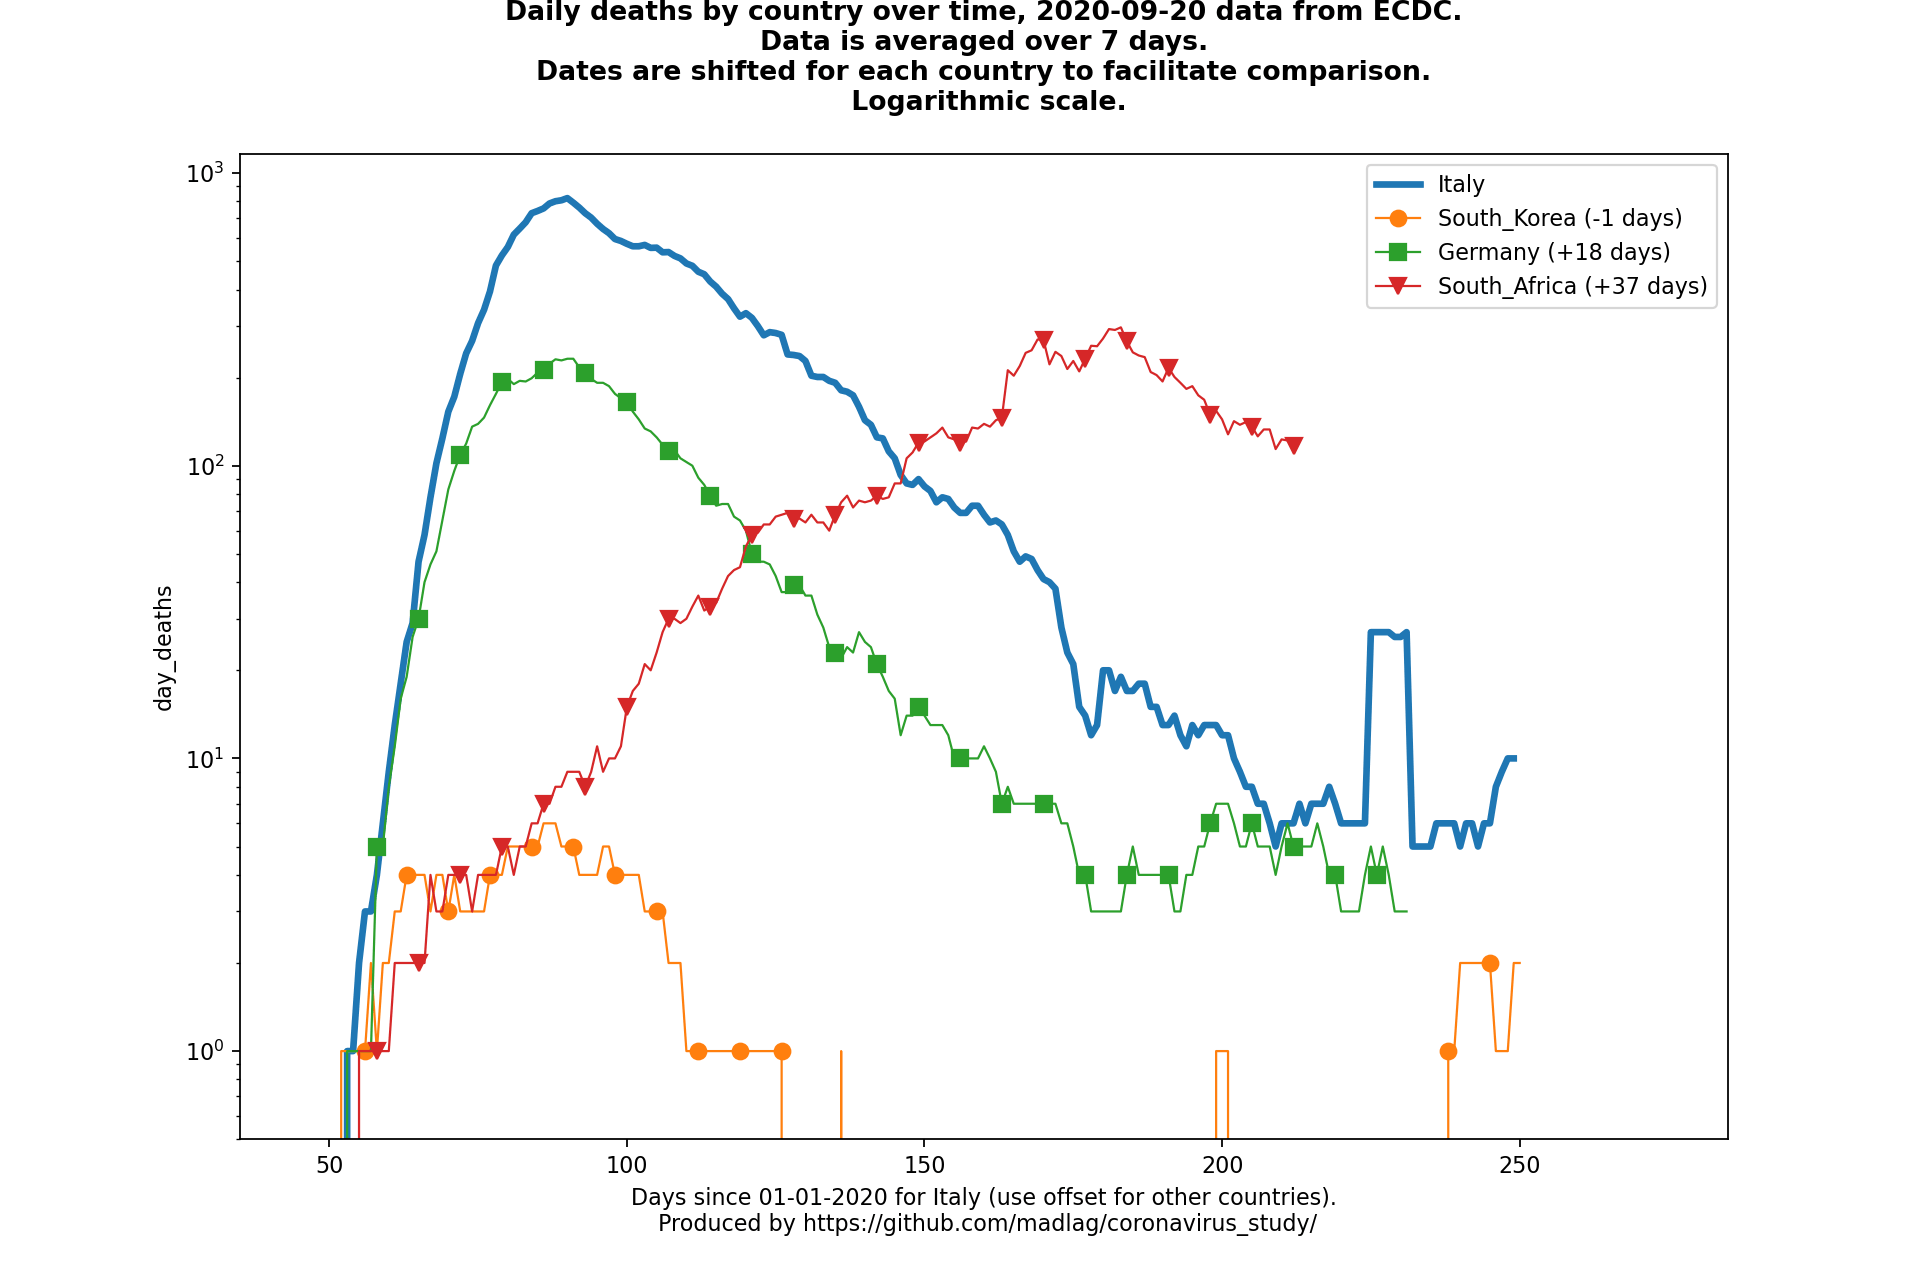 Daily deaths by country over time, 2020-09-20 data from ECDC.
Data is averaged over 7 days.
Dates are shifted for each country to facilitate comparison.
Logarithmic scale.
10³
10²
10¹
10⁰
day_deaths
Italy
South_Korea (-1 days)
Germany (+18 days)
South_Africa (+37 days)
50 100 150 200 250
Days since 01-01-2020 for Italy (use offset for other countries).
Produced by https://github.com/madlag/coronavirus_study/